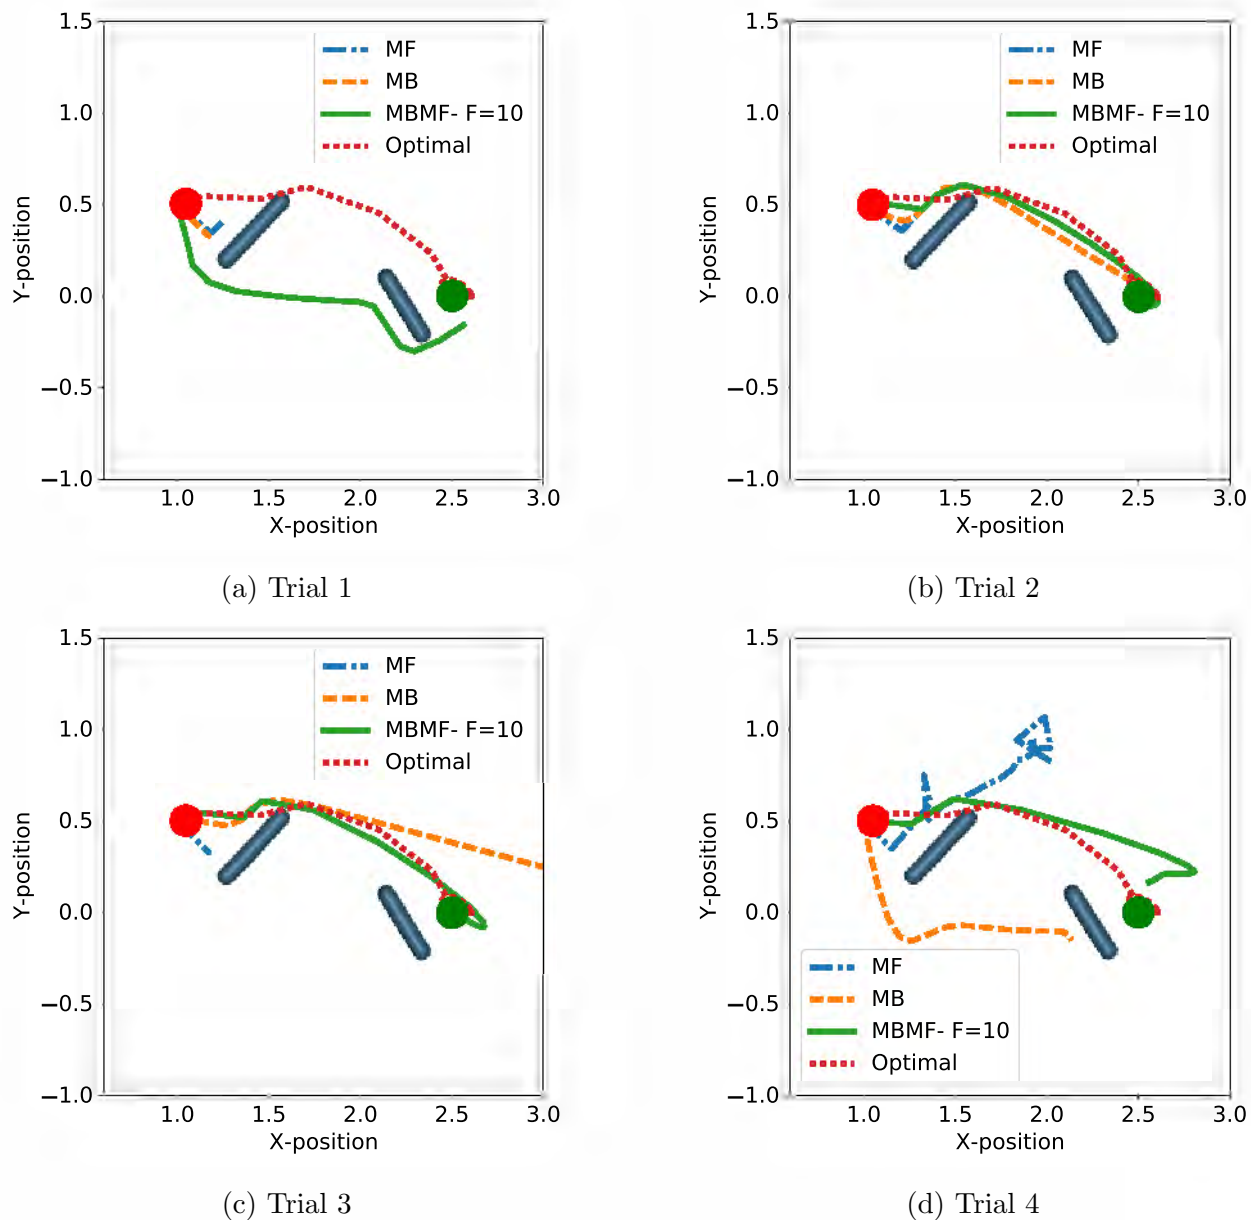 1.5
1.0
0.5
0.0
−0.5
−1.0
Y-position
1.0 1.5 2.0 2.5 3.0
X-position
MF
MB
MBMF- F=10
Optimal
(a) Trial 1
1.5
1.0
0.5
0.0
−0.5
−1.0
Y-position
1.0 1.5 2.0 2.5 3.0
X-position
MF
MB
MBMF- F=10
Optimal
(b) Trial 2
1.5
1.0
0.5
0.0
−0.5
−1.0
Y-position
1.0 1.5 2.0 2.5 3.0
X-position
MF
MB
MBMF- F=10
Optimal
(c) Trial 3
1.5
1.0
0.5
0.0
−0.5
−1.0
Y-position
1.0 1.5 2.0 2.5 3.0
X-position
MF
MB
MBMF- F=10
Optimal
(d) Trial 4